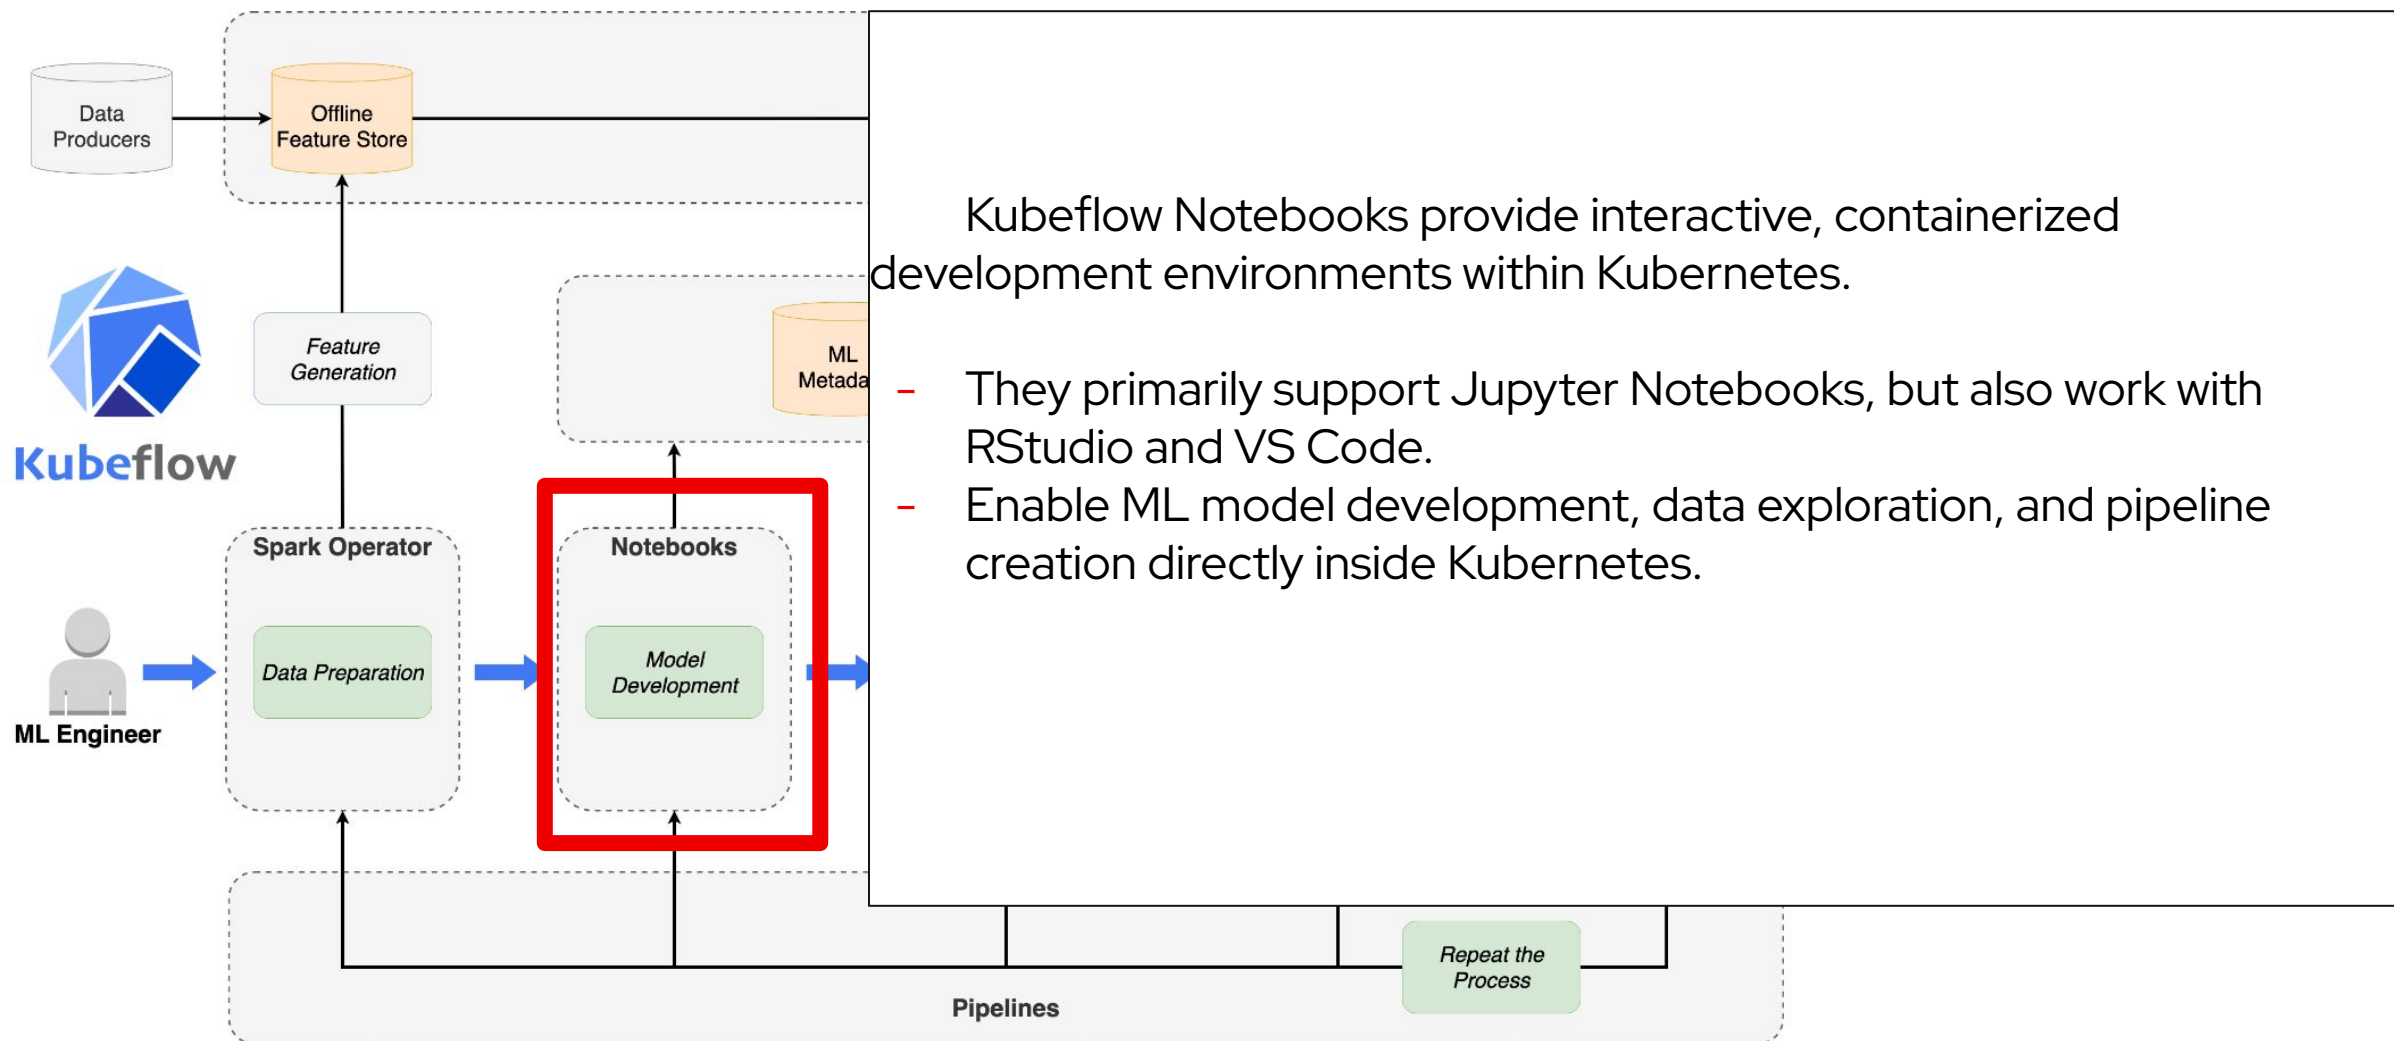 Data
Producers
Offline
Feature Store
Feature
Generation
ML
Kubeflow
Spark Operator
Notebooks
Data Preparation
Model
Development
ML Engineer
Repeat the
Process
Pipelines
Kubeflow Notebooks provide interactive, containerized
development environments within Kubernetes.
- They primarily support Jupyter Notebooks, but also work with
RStudio and VS Code.
- Enable ML model development, data exploration, and pipeline
creation directly inside Kubernetes.